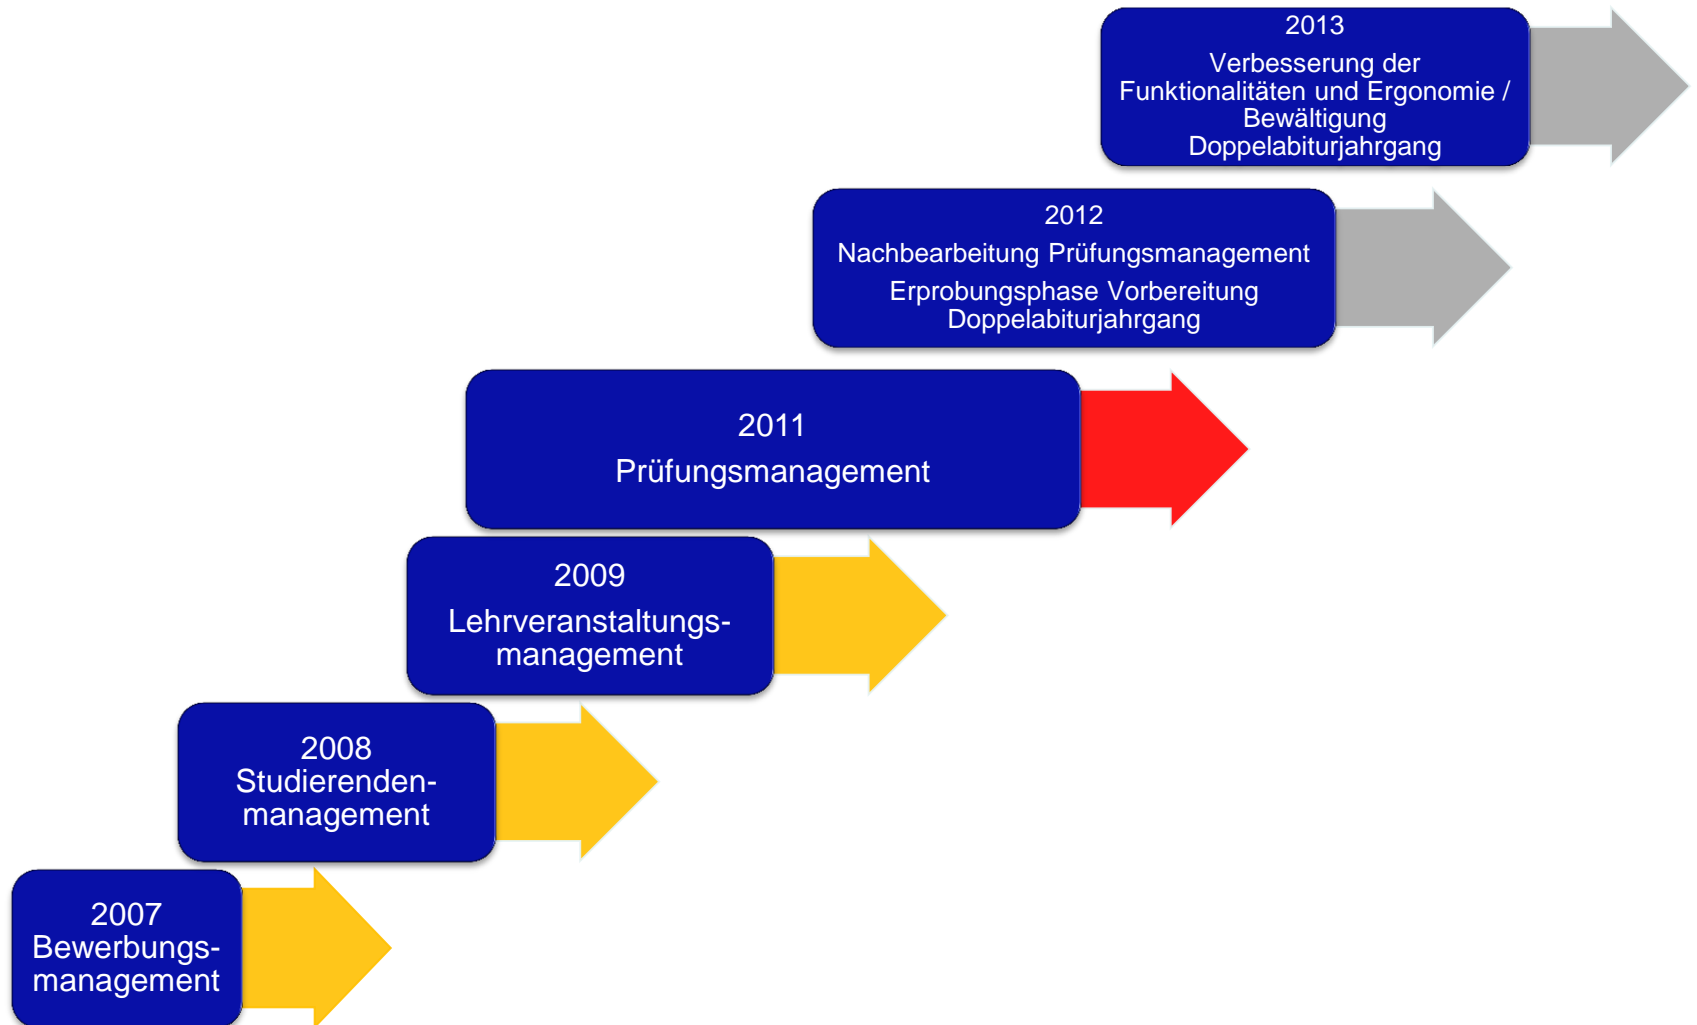 2013
Verbesserung der
Funktionalitäten und Ergonomie /
Bewältigung
Doppelabiturjahrgang
2012
Nachbearbeitung Prüfungsmanagement
Erprobungsphase Vorbereitung
Doppelabiturjahrgang
2011
Prüfungsmanagement
2009
Lehrveranstaltungs-
management
2008
Studierenden-
management
2007
Bewerbungs-
management